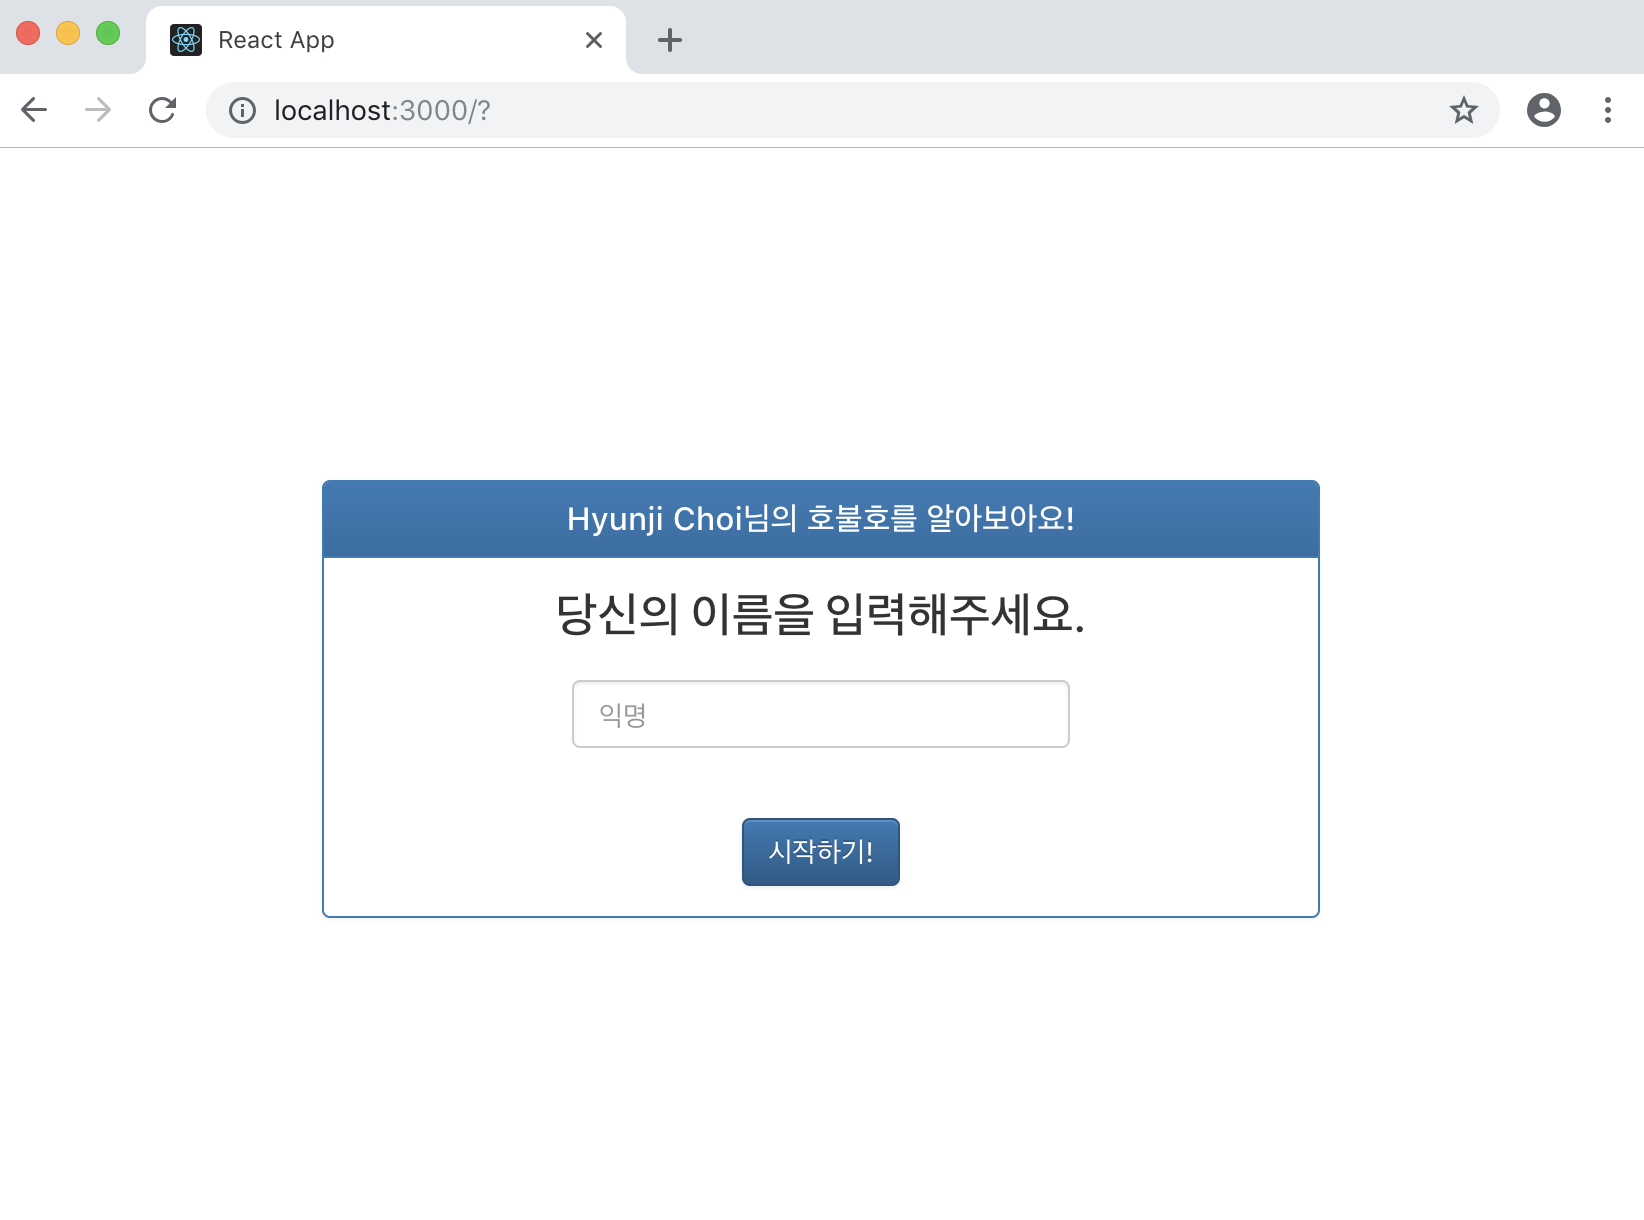 React App
localhost:3000/?
Hyunji Choi님의 호불호를 알아보아요!
당신의 이름을 입력해주세요.
익명
시작하기!